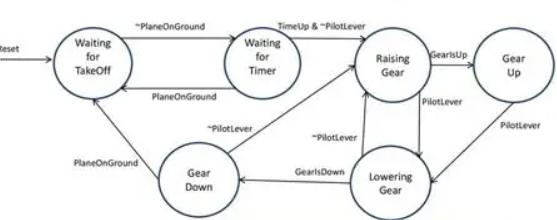 Reset
Waiting
for
TakeOff
~PlaneOnGround
PlaneOnGround
Waiting
for
Timer
TimeUp & ~PilotLever
Raising
Gear
GearIsUp
Gear
Up
PilotLever
PilotLever
~PilotLever
~PilotLever
PlaneOnGround
Gear
Down
GearIsDown
Lowering
Gear